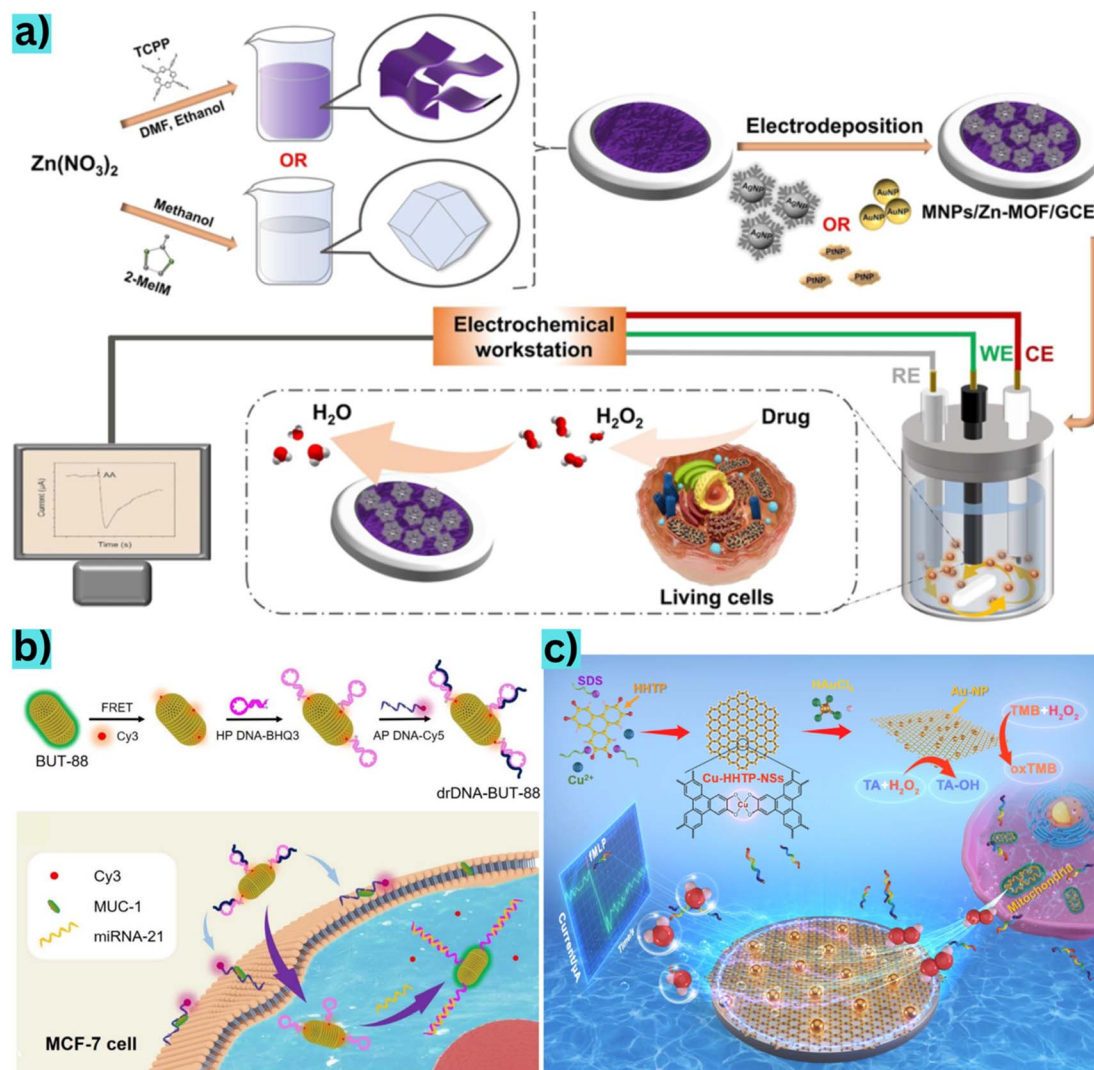 a)
TCPP
DMF, Ethanol
Zn(NO3)2
OR
Methanol
2-MeIM
Electrodeposition
AgNP
AgNP
AgNP
OR
AuNP
AuNP
AuNP
PtNP
PtNP
PtNP
MNPs/Zn-MOF/GCE
Electrochemical
workstation
RE
WE
CE
H2O
H2O2
Drug
Living cells
AA
Current (μA)
Time (s)
b)
BUT-88
FRET
Cy3
HP DNA-BHQ3
AP DNA-Cy5
drDNA-BUT-88
Cy3
MUC-1
miRNA-21
MCF-7 cell
c)
SDS
HHTP
Cu2+
Cu-HHTP-NSs
Cu
HAuCl4
e-
Au-NP
TMB+H2O2
oxTMB
TA+H2O2
TA-OH
fMLP
Current/μA
Time/s
Mitochondria